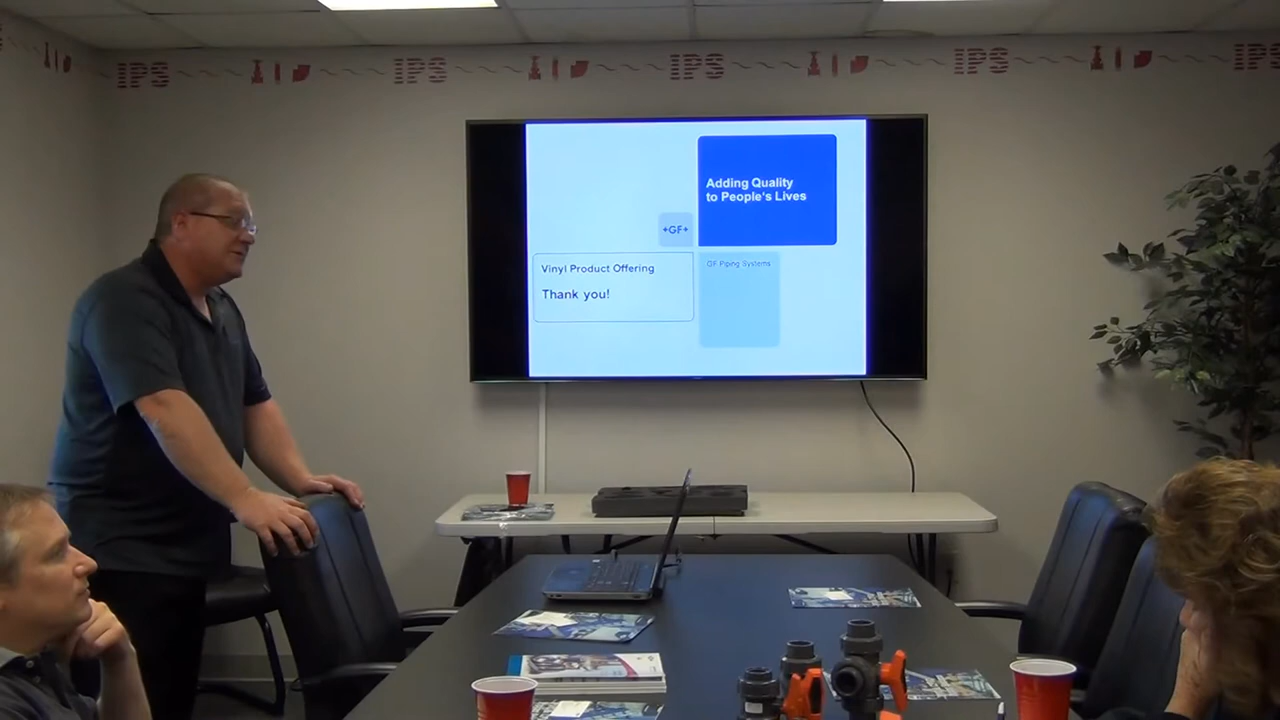 IPS IPS IPS IPS IPS
Adding Quality
to People's Lives
+GF+
Vinyl Product Offering
Thank you!
GF Piping Systems